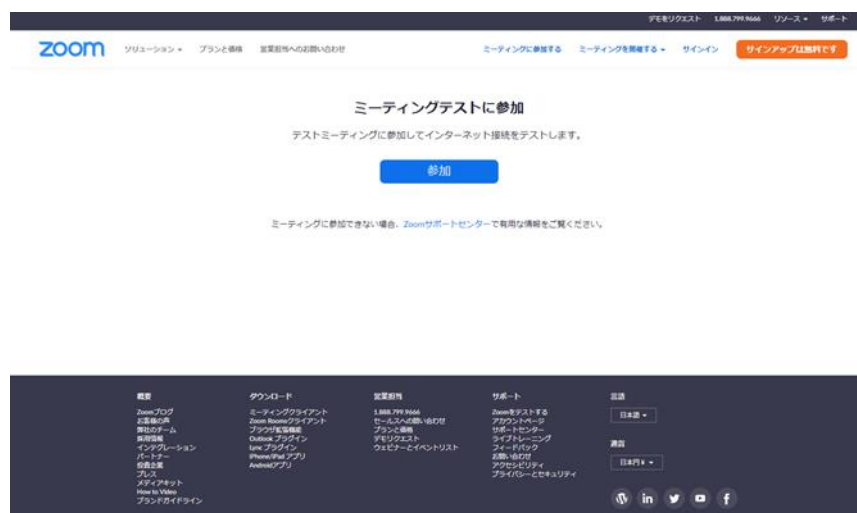 デモをリクエスト 1.888.799.9666 リソース サポート
zoom ソリューション プランと価格 営業担当へのお問い合わせ ミーティングに参加する ミーティングを開催する サインイン サインアップは無料です
ミーティングテストに参加
テストミーティングに参加してインターネット接続をテストします。
参加
ミーティングに参加できない場合、Zoomサポートセンターで有用な情報をご覧ください。
概要
Zoomブログ
お客様の声
弊社のチーム
採用情報
インテグレーション
パートナー
投資企業
プレス
メディアキット
How to Video
ブランドガイドライン
ダウンロード
ミーティングクライアント
Zoom Roomsクライアント
ブラウザ拡張機能
Outlook プラグイン
Lync プラグイン
iPhone/iPad アプリ
Androidアプリ
営業担当
1.888.799.9666
セールスへの問い合わせ
プランと価格
デモリクエスト
ウェビナーとイベントリスト
サポート
Zoomをテストする
アカウントページ
サポートセンター
ライブトレーニング
フィードバック
お問い合わせ
アクセシビリティ
プライバシーとセキュリティ
言語
日本語
通貨
日本円 ¥